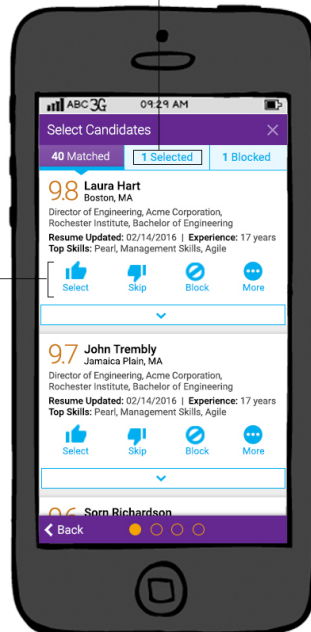 ABC 3G 09:29 AM
Select Candidates
40 Matched 1 Selected 1 Blocked
9.8 Laura Hart
Boston, MA
Director of Engineering, Acme Corporation,
Rochester Institute, Bachelor of Engineering
Resume Updated: 02/14/2016 | Experience: 17 years
Top Skills: Pearl, Management Skills, Agile
Select Skip Block More
9.7 John Trembly
Jamaica Plain, MA
Director of Engineering, Acme Corporation,
Rochester Institute, Bachelor of Engineering
Resume Updated: 02/14/2016 | Experience: 17 years
Top Skills: Pearl, Management Skills, Agile
Select Skip Block More
9.6 Sorn Richardson
Back